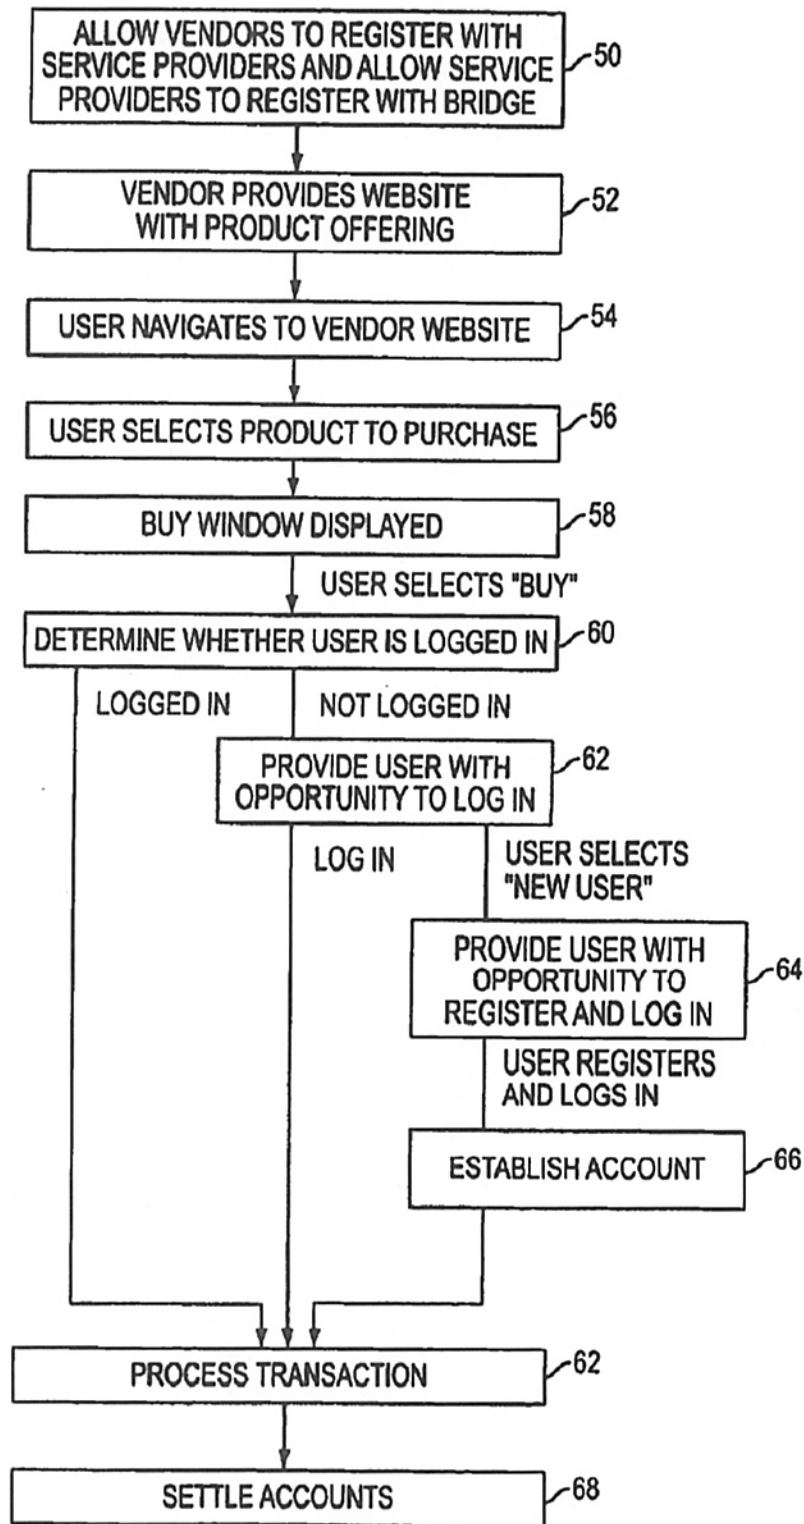 ALLOW VENDORS TO REGISTER WITH
SERVICE PROVIDERS AND ALLOW SERVICE
PROVIDERS TO REGISTER WITH BRIDGE
50
VENDOR PROVIDES WEBSITE
WITH PRODUCT OFFERING
52
USER NAVIGATES TO VENDOR WEBSITE
54
USER SELECTS PRODUCT TO PURCHASE
56
BUY WINDOW DISPLAYED
58
USER SELECTS "BUY"
DETERMINE WHETHER USER IS LOGGED IN
60
LOGGED IN
NOT LOGGED IN
PROVIDE USER WITH
OPPORTUNITY TO LOG IN
62
LOG IN
USER SELECTS
"NEW USER"
PROVIDE USER WITH
OPPORTUNITY TO
REGISTER AND LOG IN
64
USER REGISTERS
AND LOGS IN
ESTABLISH ACCOUNT
66
PROCESS TRANSACTION
62
SETTLE ACCOUNTS
68